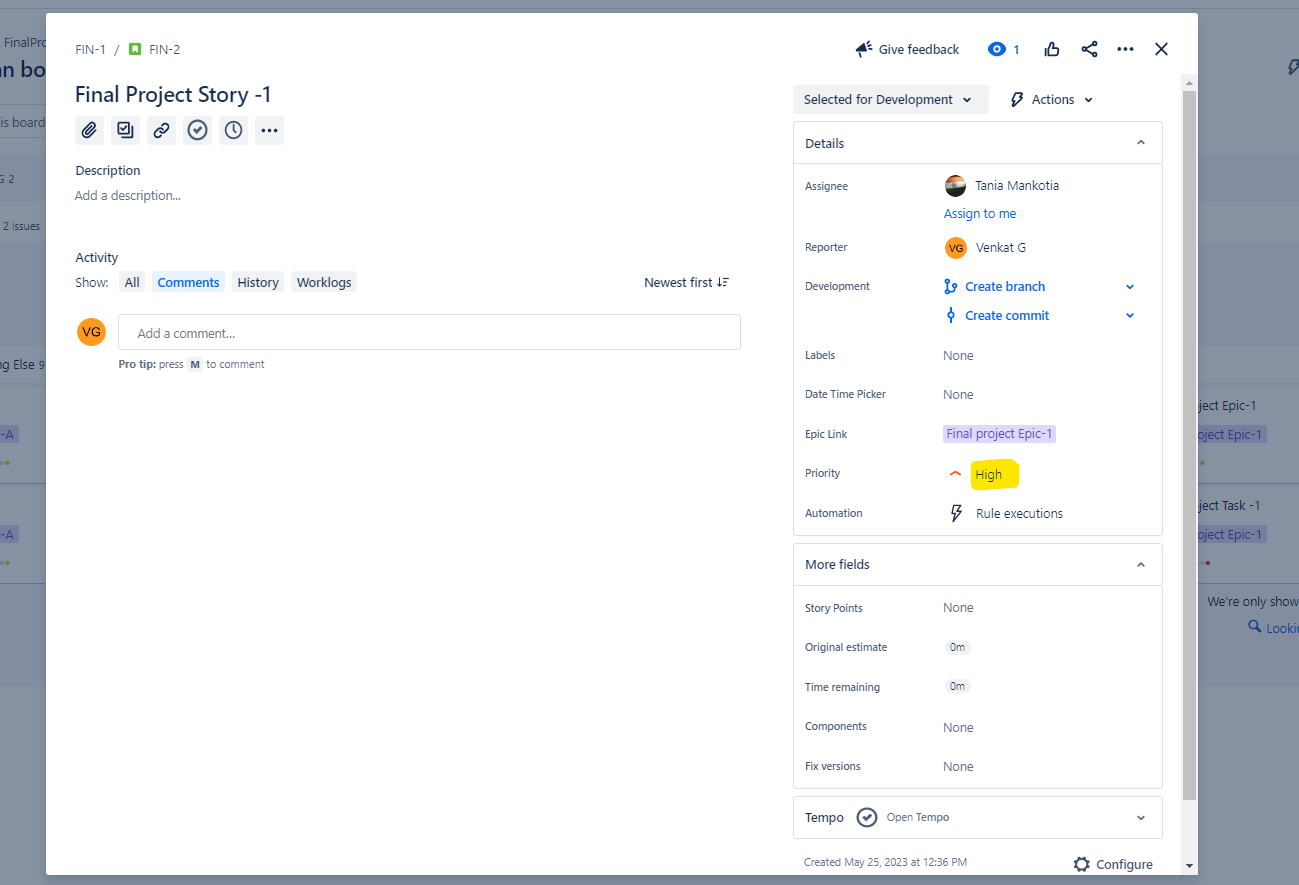 FinalPro
an bo
is board
G 2
2 issues
ng Else 9
-A
-A
FIN-1 / FIN-2
Give feedback
1
Final Project Story -1
Description
Add a description...
Activity
Show: All Comments History Worklogs
Newest first
VG
Add a comment...
Pro tip: press M to comment
Selected for Development
Actions
Details
Assignee
Tania Mankotia
Assign to me
Reporter
VG Venkat G
Development
Create branch
Create commit
Labels
None
Date Time Picker
None
Epic Link
Final project Epic-1
Priority
High
Automation
Rule executions
More fields
Story Points
None
Original estimate
0m
Time remaining
0m
Components
None
Fix versions
None
Tempo
Open Tempo
Created May 25, 2023 at 12:36 PM
Configure
ject Epic-1
oject Epic-1
ject Task -1
oject Epic-1
We're only show
Lookin